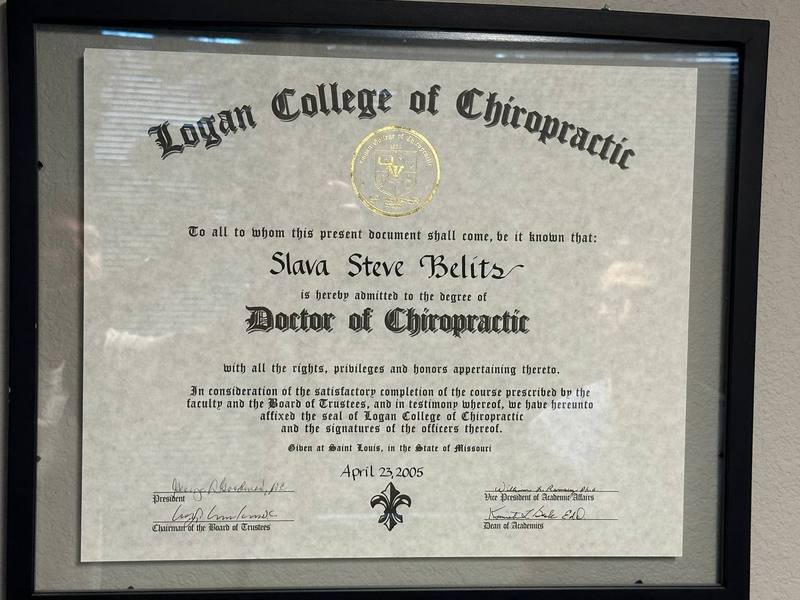 Logan College of Chiropractic
Logan College of Chiropractic
To all to whom this present document shall come, be it known that:
Slava Steve Belits
is hereby admitted to the degree of
Doctor of Chiropractic
with all the rights, privileges and honors appertaining thereto.
In consideration of the satisfactory completion of the course prescribed by the
faculty and the Board of Trustees, and in testimony whereof, we have hereunto
affixed the seal of Logan College of Chiropractic
and the signatures of the officers thereof.
Given at Saint Louis, in the State of Missouri
April 23, 2005
President
Vice President of Academic Affairs
Chairman of the Board of Trustees
Dean of Academics